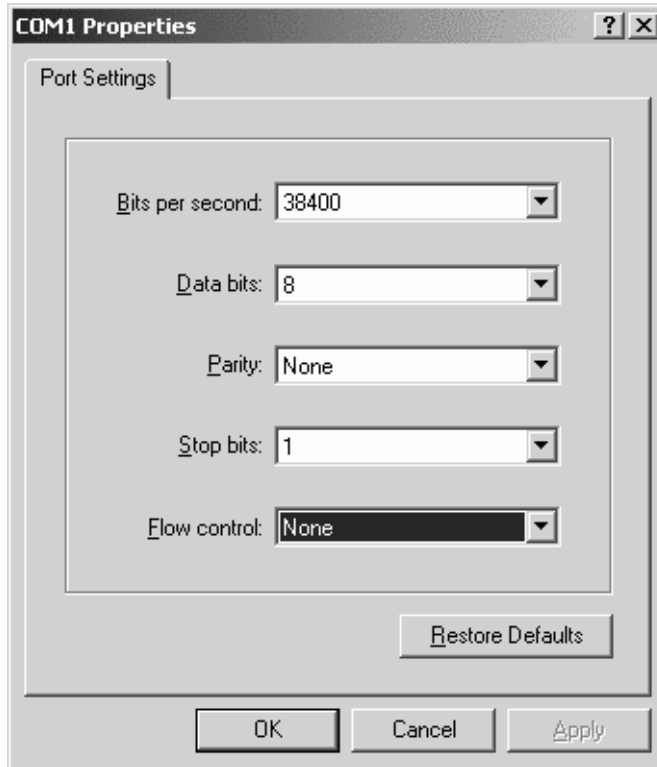 COM1 Properties
Port Settings
Bits per second: 38400
Data bits: 8
Parity: None
Stop bits: 1
Flow control: None
Restore Defaults
OK Cancel Apply